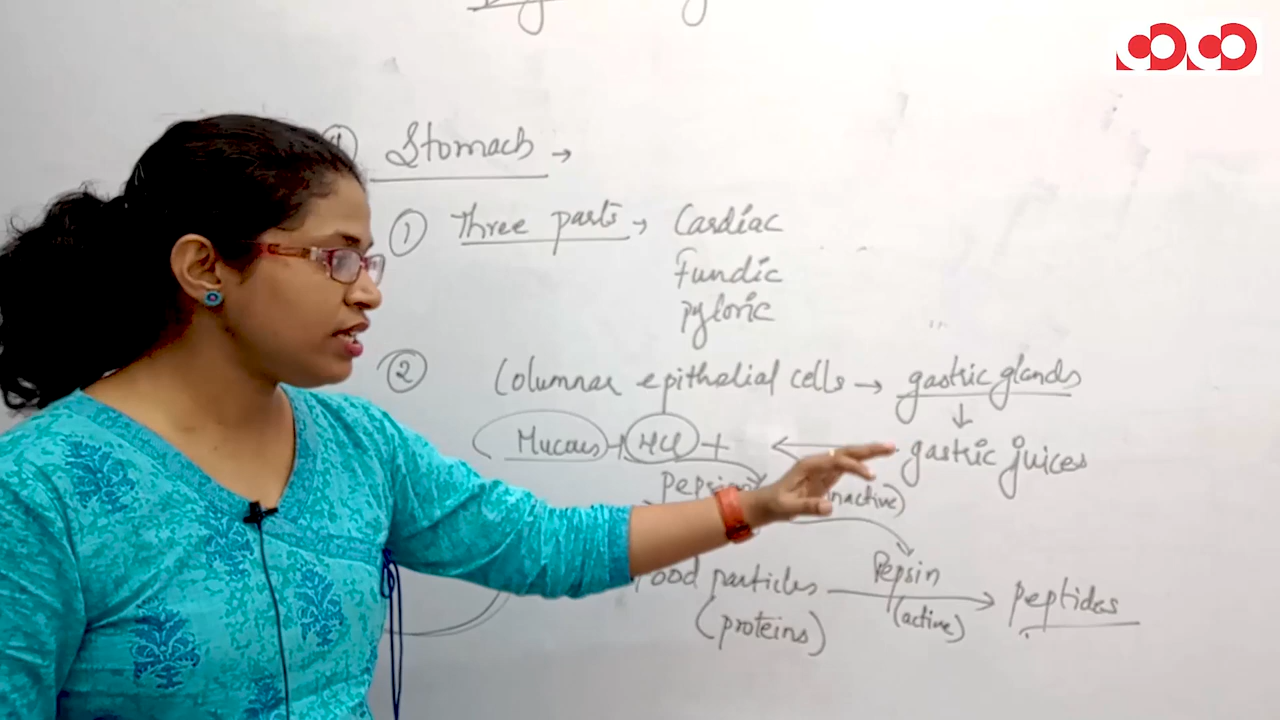 Stomach →
① Three parts → Cardiac
Fundic
Pyloric
② Columnar epithelial cells → gastric glands
Mucous + HCl + ← gastric juices
(inactive)
Food particles → Pepsin → peptides
(proteins) (active)